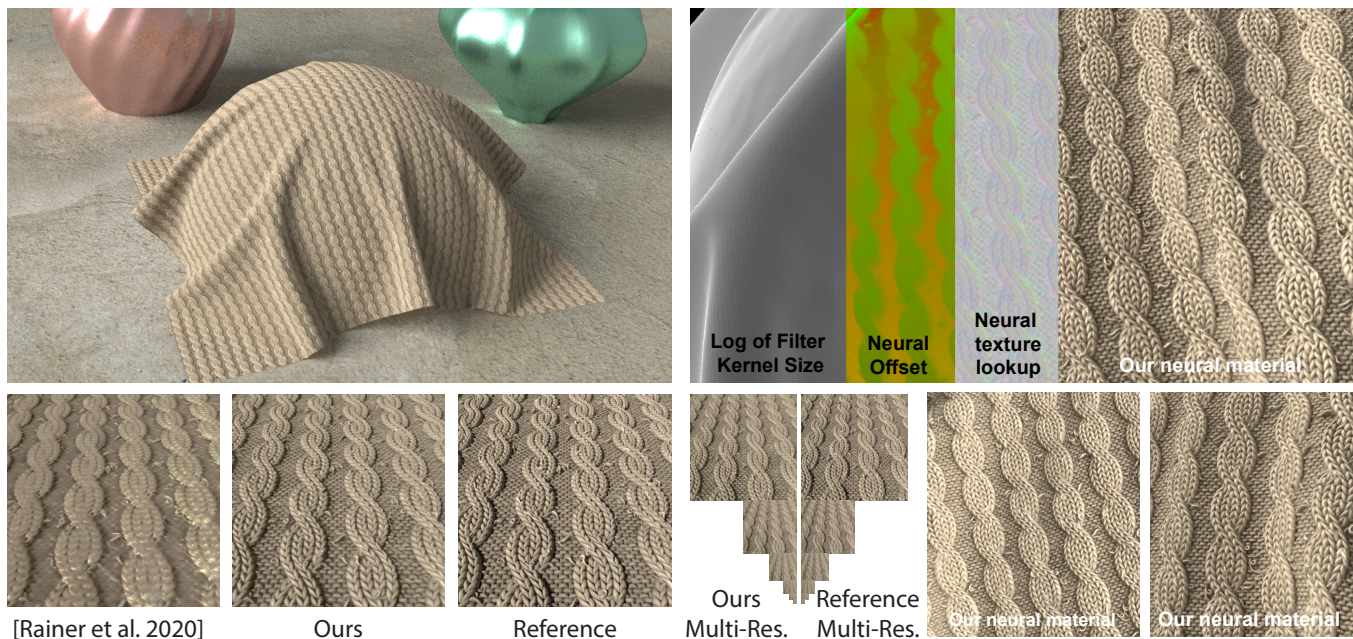 Log of Filter
Kernel Size
Neural
Offset
Neural
texture
lookup
Our neural material
[Rainer et al. 2020]
Ours
Reference
Ours
Multi-Res.
Reference
Multi-Res.
Our neural material
Our neural material